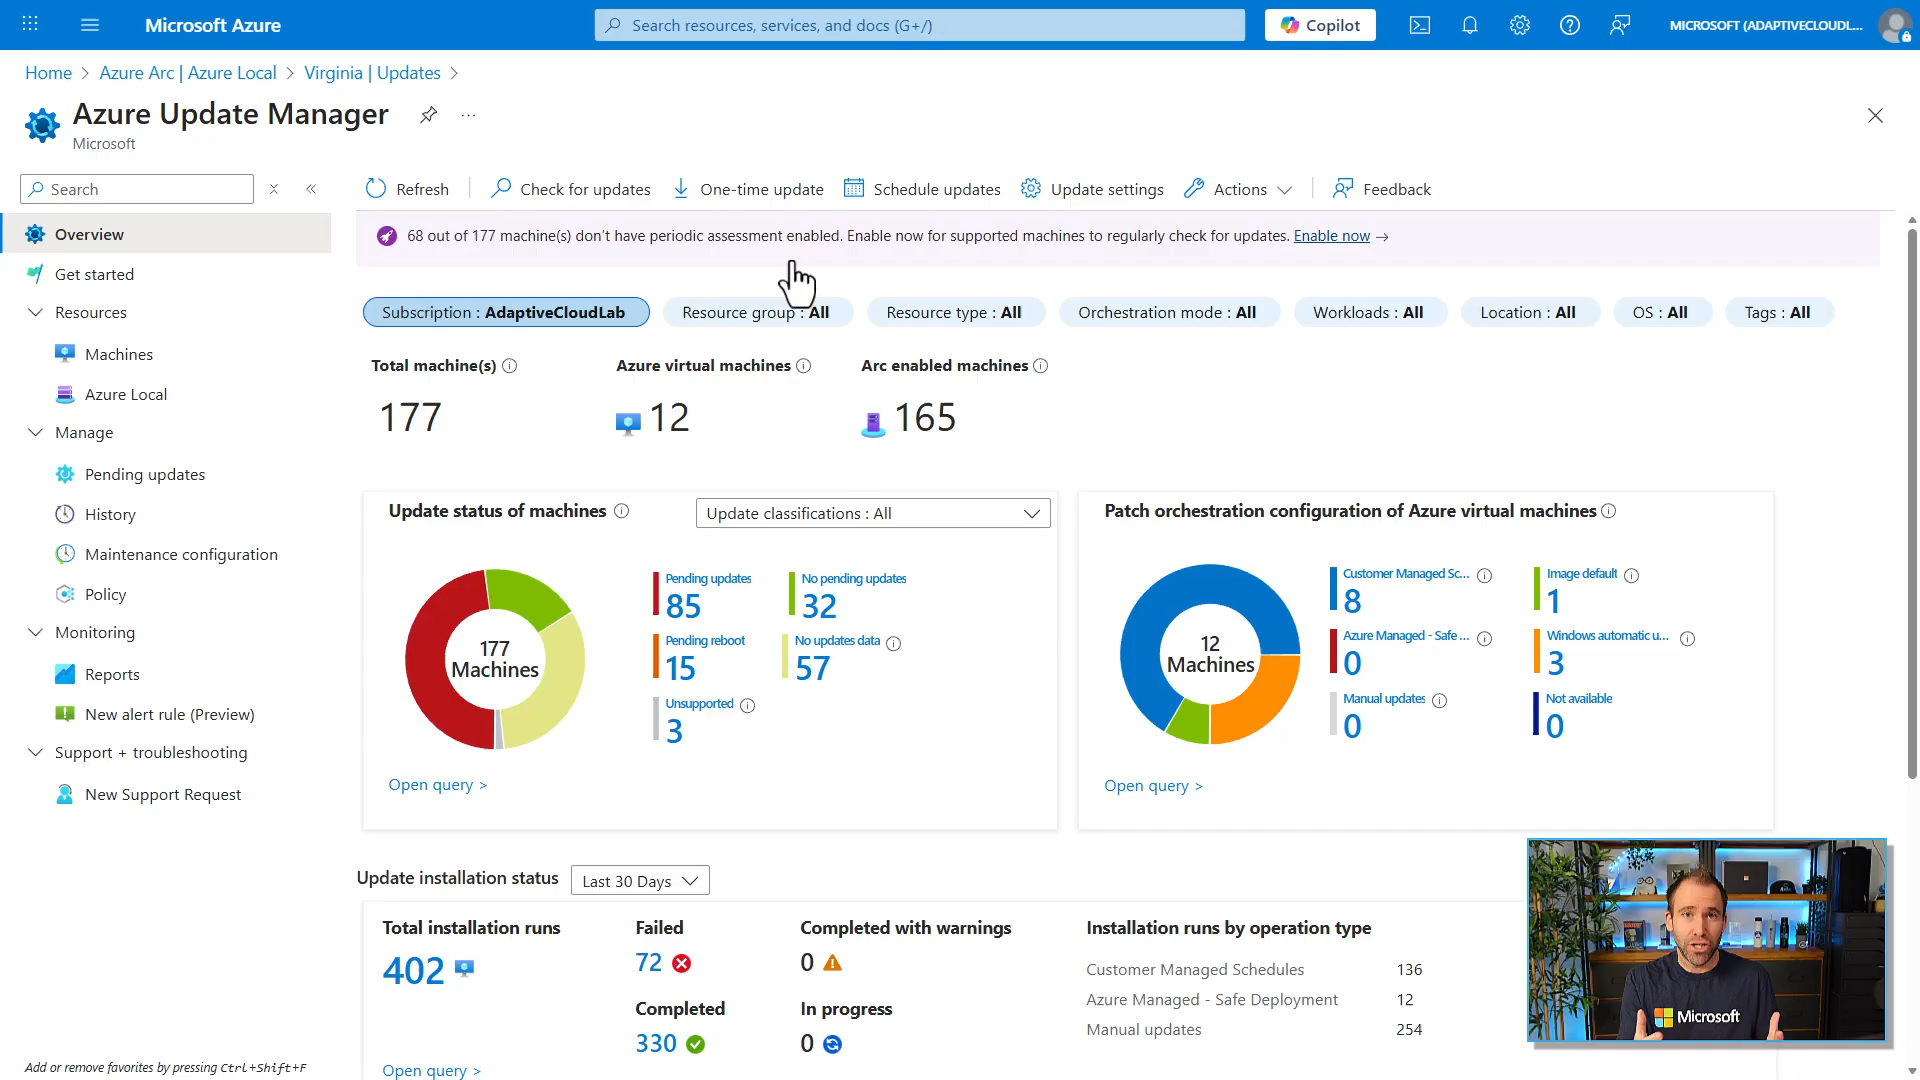 Microsoft Azure
Search resources, services, and docs (G+/)
Copilot
MICROSOFT (ADAPTIVECLOUDL...
Home > Azure Arc | Azure Local > Virginia | Updates >
Azure Update Manager
...
Microsoft
Search
Refresh
Check for updates
One-time update
Schedule updates
Update settings
Actions
Feedback
68 out of 177 machine(s) don't have periodic assessment enabled. Enable now for supported machines to regularly check for updates. Enable now →
Overview
Get started
Resources
Machines
Azure Local
Manage
Pending updates
History
Maintenance configuration
Policy
Monitoring
Reports
New alert rule (Preview)
Support + troubleshooting
New Support Request
Add or remove favorites by pressing Ctrl+Shift+F
Subscription : AdaptiveCloudLab
Resource group : All
Resource type : All
Orchestration mode : All
Workloads : All
Location : All
OS : All
Tags : All
Total machine(s)
177
Azure virtual machines
12
Arc enabled machines
165
Update status of machines
Update classifications : All
177
Machines
Pending updates
85
No pending updates
32
Pending reboot
15
No updates data
57
Unsupported
3
Open query >
Patch orchestration configuration of Azure virtual machines
12
Machines
Customer Managed Sc...
8
Image default
1
Azure Managed - Safe ...
0
Windows automatic u...
3
Manual updates
0
Not available
0
Open query >
Update installation status
Last 30 Days
Total installation runs
402
Failed
72
Completed with warnings
0
Completed
330
In progress
0
Open query >
Installation runs by operation type
Customer Managed Schedules 136
Azure Managed - Safe Deployment 12
Manual updates 254
Microsoft